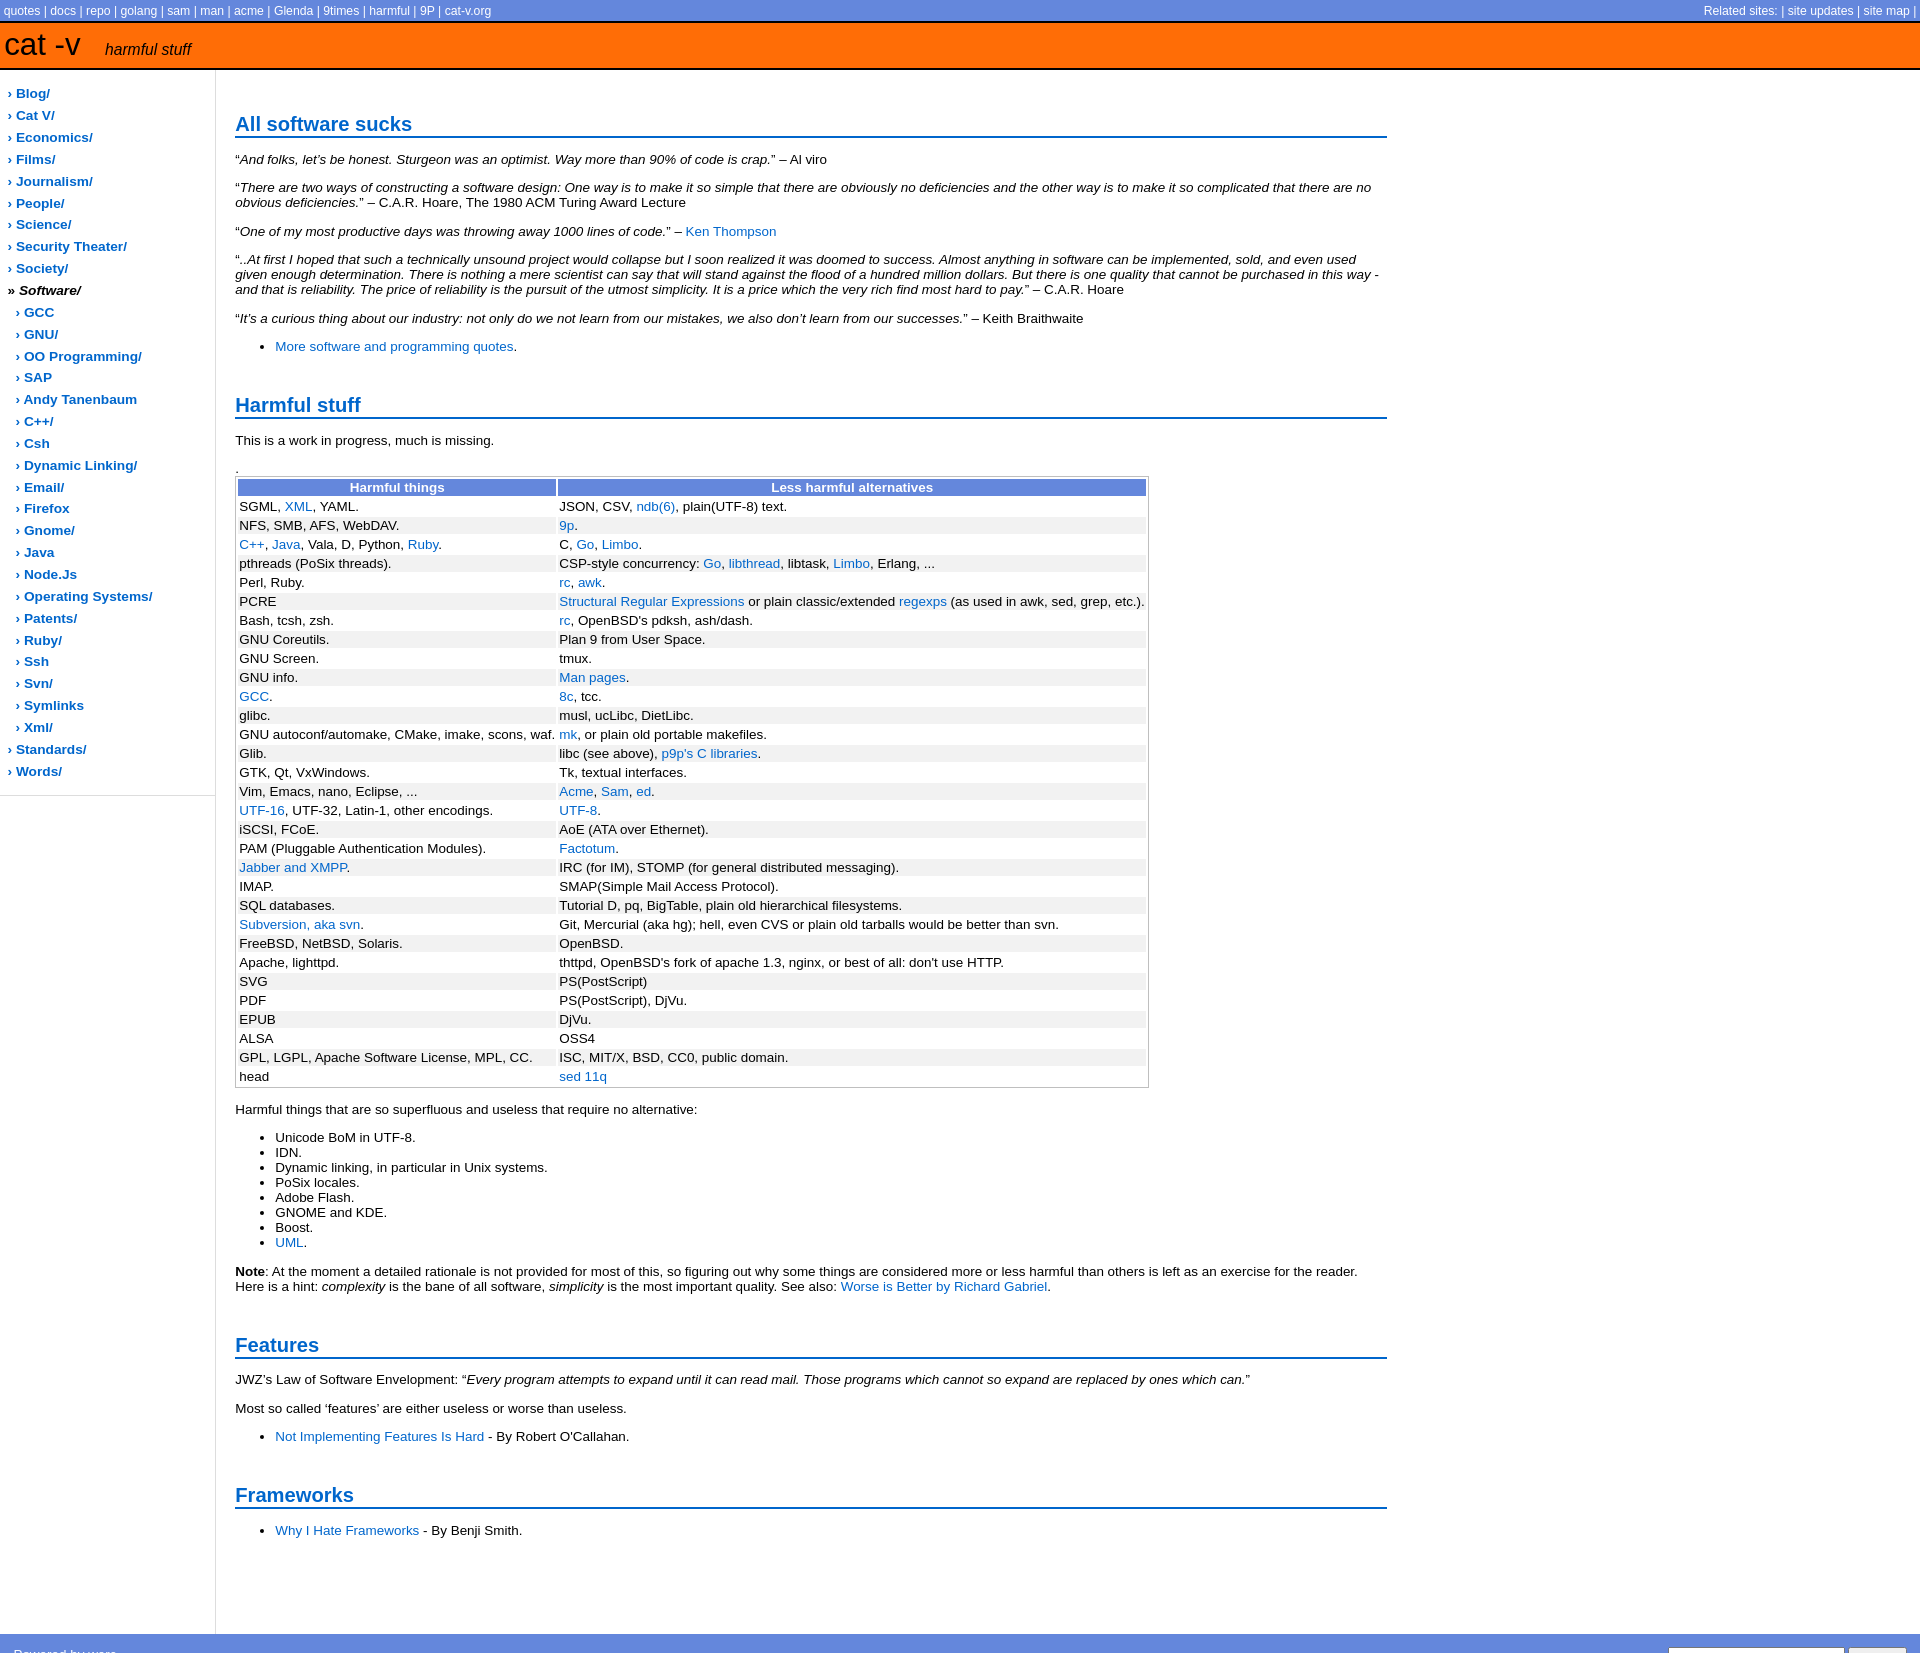 quotes | docs | repo | golang | sam | man | acme | Glenda | 9times | harmful | 9P | cat-v.org
Related sites: | site updates | site map |
cat -v harmful stuff
› Blog/
› Cat V/
› Economics/
› Films/
› Journalism/
› People/
› Science/
› Security Theater/
› Society/
» Software/
› GCC
› GNU/
› OO Programming/
› SAP
› Andy Tanenbaum
› C++/
› Csh
› Dynamic Linking/
› Email/
› Firefox
› Gnome/
› Java
› Node.Js
› Operating Systems/
› Patents/
› Ruby/
› Ssh
› Svn/
› Symlinks
› Xml/
› Standards/
› Words/
All software sucks
“And folks, let’s be honest. Sturgeon was an optimist. Way more than 90% of code is crap.” – Al viro
“There are two ways of constructing a software design: One way is to make it so simple that there are obviously no deficiencies and the other way is to make it so complicated that there are no
obvious deficiencies.” – C.A.R. Hoare, The 1980 ACM Turing Award Lecture
“One of my most productive days was throwing away 1000 lines of code.” – Ken Thompson
“..At first I hoped that such a technically unsound project would collapse but I soon realized it was doomed to success. Almost anything in software can be implemented, sold, and even used
given enough determination. There is nothing a mere scientist can say that will stand against the flood of a hundred million dollars. But there is one quality that cannot be purchased in this way -
and that is reliability. The price of reliability is the pursuit of the utmost simplicity. It is a price which the very rich find most hard to pay.” – C.A.R. Hoare
“It’s a curious thing about our industry: not only do we not learn from our mistakes, we also don’t learn from our successes.” – Keith Braithwaite
• More software and programming quotes.
Harmful stuff
This is a work in progress, much is missing.
.
Harmful things Less harmful alternatives
SGML, XML, YAML. JSON, CSV, ndb(6), plain(UTF-8) text.
NFS, SMB, AFS, WebDAV. 9p.
C++, Java, Vala, D, Python, Ruby. C, Go, Limbo.
pthreads (PoSix threads). CSP-style concurrency: Go, libthread, libtask, Limbo, Erlang, ...
Perl, Ruby. rc, awk.
PCRE Structural Regular Expressions or plain classic/extended regexps (as used in awk, sed, grep, etc.).
Bash, tcsh, zsh. rc, OpenBSD's pdksh, ash/dash.
GNU Coreutils. Plan 9 from User Space.
GNU Screen. tmux.
GNU info. Man pages.
GCC. 8c, tcc.
glibc. musl, ucLibc, DietLibc.
GNU autoconf/automake, CMake, imake, scons, waf. mk, or plain old portable makefiles.
Glib. libc (see above), p9p's C libraries.
GTK, Qt, VxWindows. Tk, textual interfaces.
Vim, Emacs, nano, Eclipse, ... Acme, Sam, ed.
UTF-16, UTF-32, Latin-1, other encodings. UTF-8.
iSCSI, FCoE. AoE (ATA over Ethernet).
PAM (Pluggable Authentication Modules). Factotum.
Jabber and XMPP. IRC (for IM), STOMP (for general distributed messaging).
IMAP. SMAP(Simple Mail Access Protocol).
SQL databases. Tutorial D, pq, BigTable, plain old hierarchical filesystems.
Subversion, aka svn. Git, Mercurial (aka hg); hell, even CVS or plain old tarballs would be better than svn.
FreeBSD, NetBSD, Solaris. OpenBSD.
Apache, lighttpd. thttpd, OpenBSD's fork of apache 1.3, nginx, or best of all: don't use HTTP.
SVG PS(PostScript)
PDF PS(PostScript), DjVu.
EPUB DjVu.
ALSA OSS4
GPL, LGPL, Apache Software License, MPL, CC. ISC, MIT/X, BSD, CC0, public domain.
head sed 11q
Harmful things that are so superfluous and useless that require no alternative:
• Unicode BoM in UTF-8.
• IDN.
• Dynamic linking, in particular in Unix systems.
• PoSix locales.
• Adobe Flash.
• GNOME and KDE.
• Boost.
• UML.
Note: At the moment a detailed rationale is not provided for most of this, so figuring out why some things are considered more or less harmful than others is left as an exercise for the reader.
Here is a hint: complexity is the bane of all software, simplicity is the most important quality. See also: Worse is Better by Richard Gabriel.
Features
JWZ’s Law of Software Envelopment: “Every program attempts to expand until it can read mail. Those programs which cannot so expand are replaced by ones which can.”
Most so called ‘features’ are either useless or worse than useless.
• Not Implementing Features Is Hard - By Robert O'Callahan.
Frameworks
• Why I Hate Frameworks - By Benji Smith.